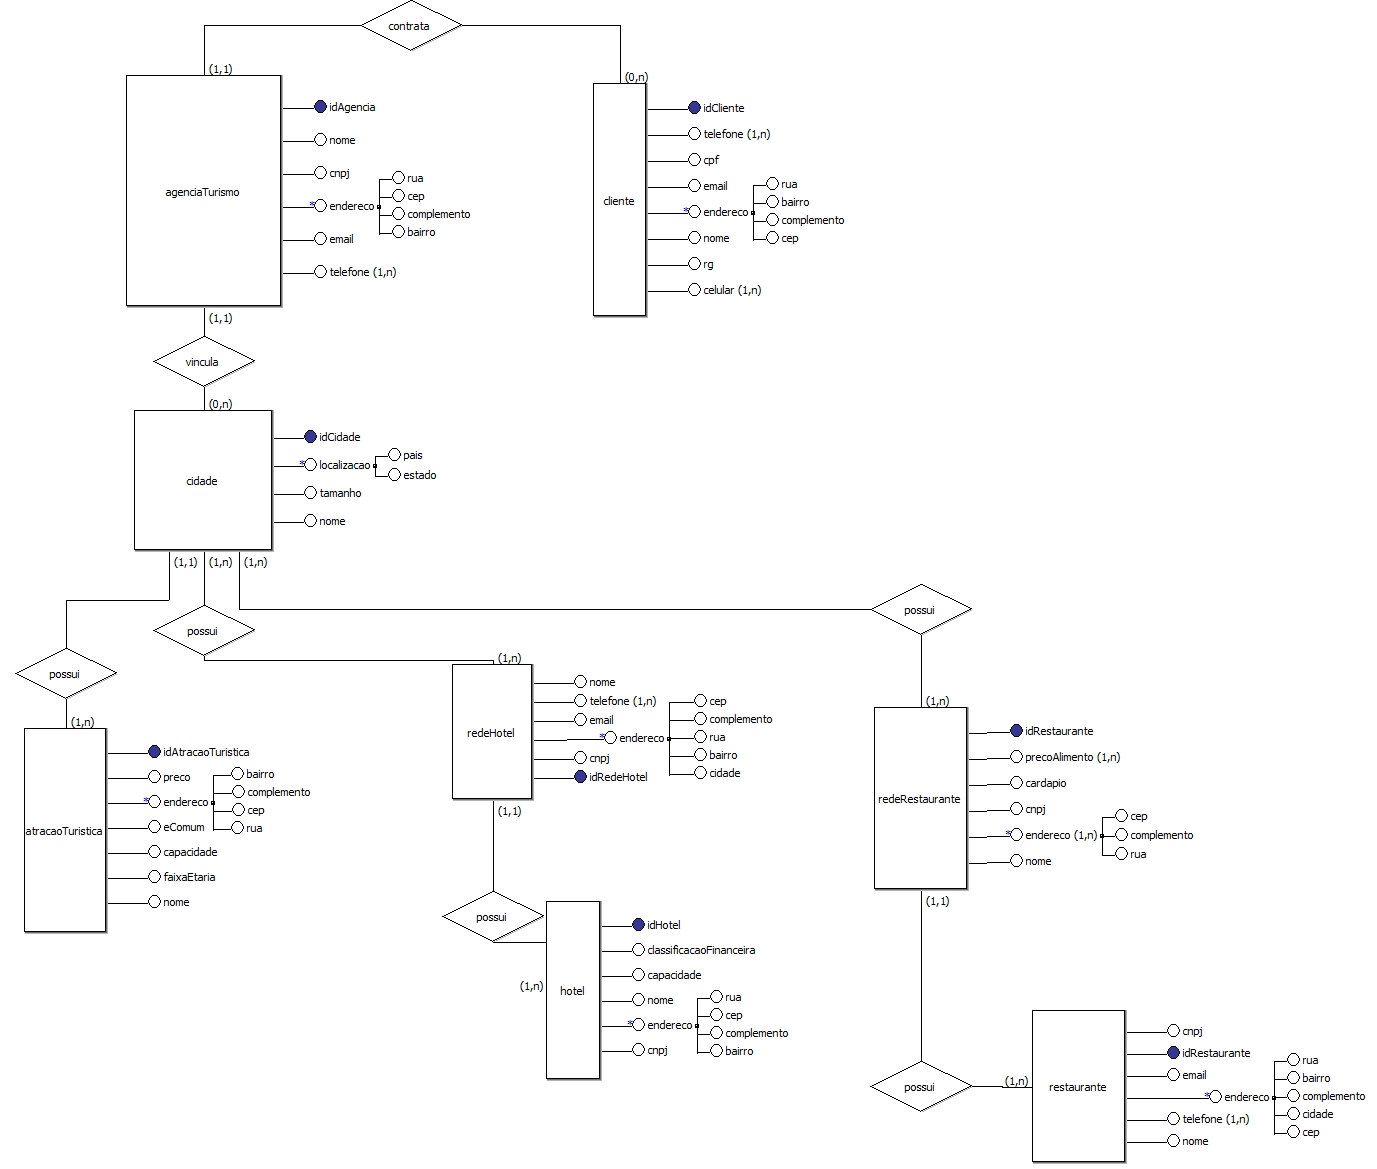 contrata
(1,1)
(0,n)
agenciaTurismo
idAgencia
nome
cnpj
* endereco
rua
cep
complemento
bairro
email
telefone (1,n)
cliente
idCliente
telefone (1,n)
cpf
email
* endereco
rua
bairro
complemento
cep
nome
rg
celular (1,n)
(1,1)
vincula
(0,n)
cidade
idCidade
* localizacao
pais
estado
tamanho
nome
(1,1) (1,n) (1,n)
possui
possui
possui
(1,n)
atracaoTuristica
idAtracaoTuristica
preco
* endereco
bairro
complemento
cep
rua
eComum
capacidade
faixaEtaria
nome
(1,n)
redeHotel
nome
telefone (1,n)
email
* endereco
cep
complemento
rua
bairro
cidade
cnpj
idRedeHotel
(1,1)
possui
(1,n)
hotel
idHotel
classificacaoFinanceira
capacidade
nome
* endereco
rua
cep
complemento
bairro
cnpj
(1,n)
redeRestaurante
idRestaurante
precoAlimento (1,n)
cardapio
cnpj
* endereco (1,n)
cep
complemento
rua
nome
(1,1)
possui
(1,n)
restaurante
cnpj
idRestaurante
email
* endereco
rua
bairro
complemento
cidade
cep
telefone (1,n)
nome